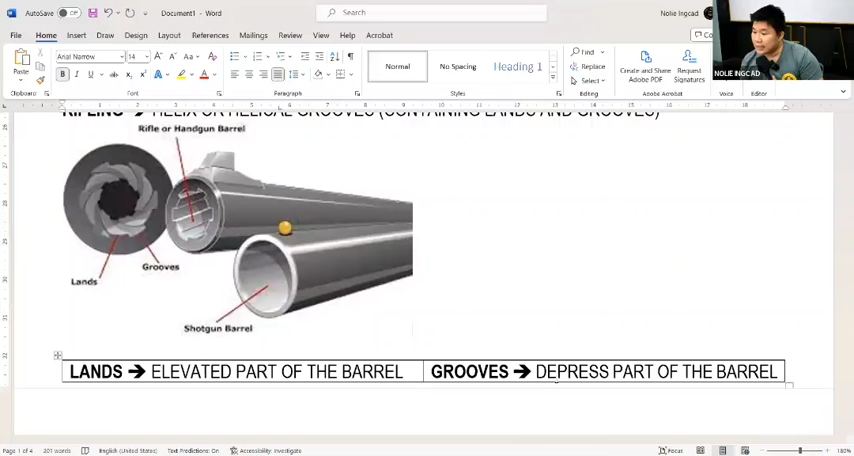 AutoSave Off Document1 - Word Search Nolie Ingcad
File Home Insert Draw Design Layout References Mailings Review View Help Acrobat
Paste Arial Narrow 14 Normal No Spacing Heading 1 Find Replace Select Create and Share Adobe PDF Request Signatures
NOLIE INGCAD
Clipboard Font Paragraph Styles Editing Adobe Acrobat Voice Editor
RIFLING ➔ HELIX OR HELICAL GROOVES (CONTAINING LANDS AND GROOVES)
Rifle or Handgun Barrel
Grooves
Lands
Shotgun Barrel
LANDS ➔ ELEVATED PART OF THE BARREL GROOVES ➔ DEPRESS PART OF THE BARREL
Page 1 of 4 201 words English (United States) Text Predictions: On Accessibility: Investigate Focus 180%